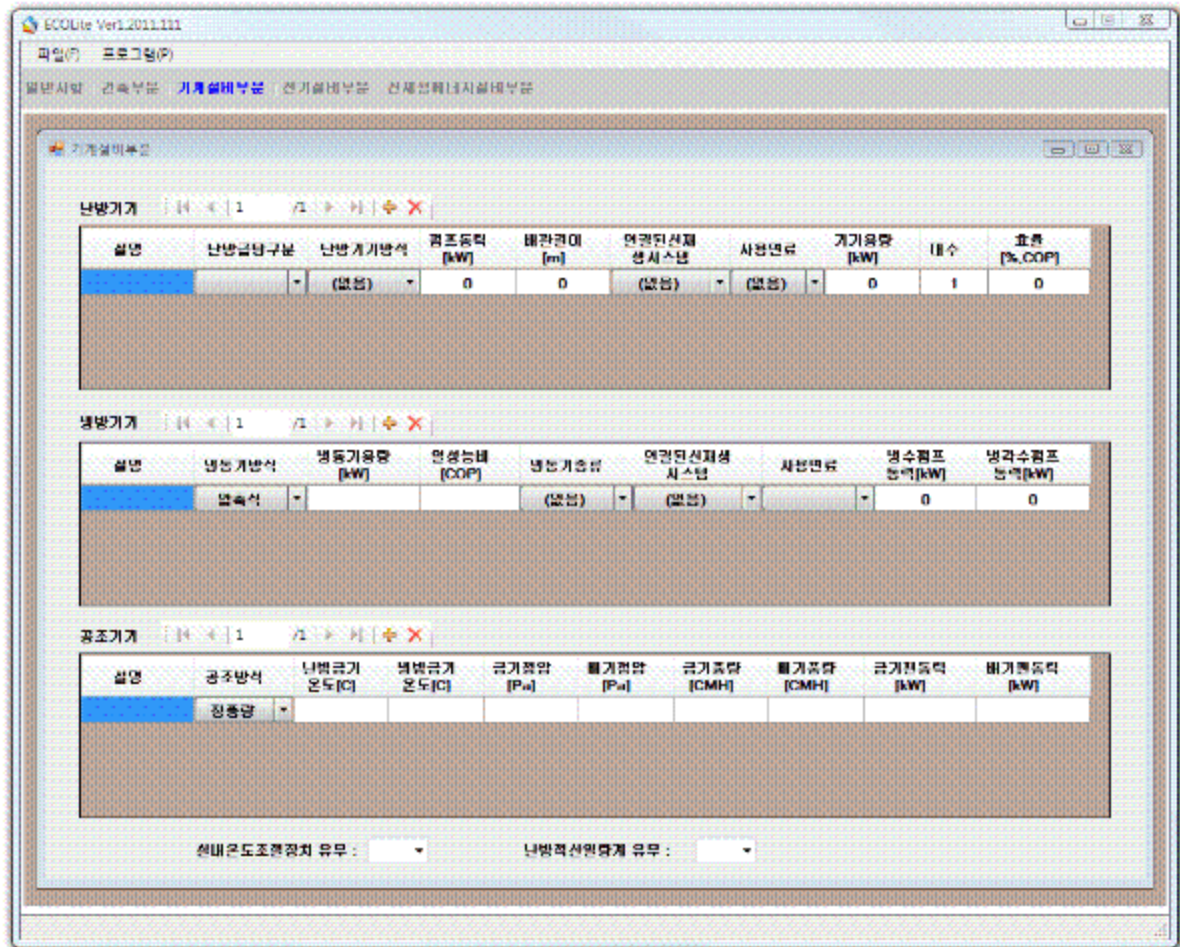 ECOLite Ver1.2011.111
파일(F) 프로그램(P)
일반사항 건축부문 기계설비부문 전기설비부문 신재생에너지설비부문
기계설비부문
난방기기 1 /1
설명 난방급탕구분 난방기기방식 펌프동력 [kW] 배관길이 [m] 연결된신재생시스템 사용연료 기기용량 [kW] 대수 효율 [%,COP]
(없음) 0 0 (없음) (없음) 0 1 0
냉방기기 1 /1
설명 냉동기방식 냉동기용량 [kW] 열성능비 [COP] 냉동기종류 연결된신재생시스템 사용연료 냉수펌프동력[kW] 냉각수펌프동력[kW]
압축식 (없음) (없음) 0 0
공조기기 1 /1
설명 공조방식 난방급기온도[C] 냉방급기온도[C] 급기정압 [Pa] 배기정압 [Pa] 급기풍량 [CMH] 배기풍량 [CMH] 급기팬동력 [kW] 배기팬동력 [kW]
정풍량
실내온도조절장치 유무 : 난방적산열량계 유무 :